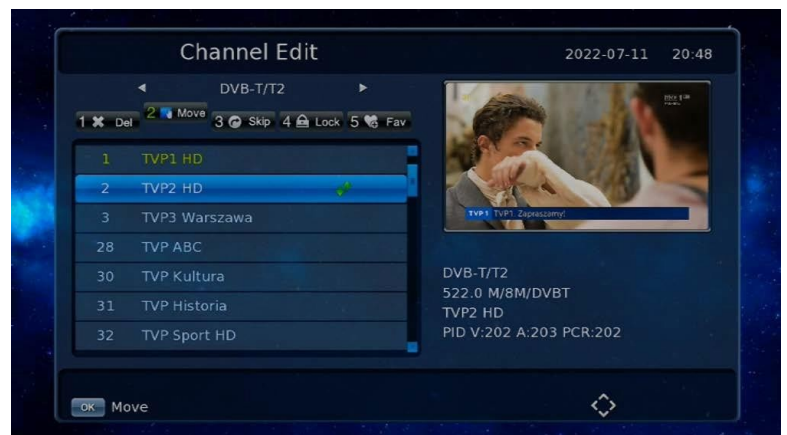 Channel Edit
2022-07-11 20:48
DVB-T/T2
1 Del 2 Move 3 Skip 4 Lock 5 Fav
1 TVP1 HD
2 TVP2 HD
3 TVP3 Warszawa
28 TVP ABC
30 TVP Kultura
31 TVP Historia
32 TVP Sport HD
TVP1 TVP1. Zapraszamy!
DVB-T/T2
522.0 M/8M/DVBT
TVP2 HD
PID V:202 A:203 PCR:202
OK Move